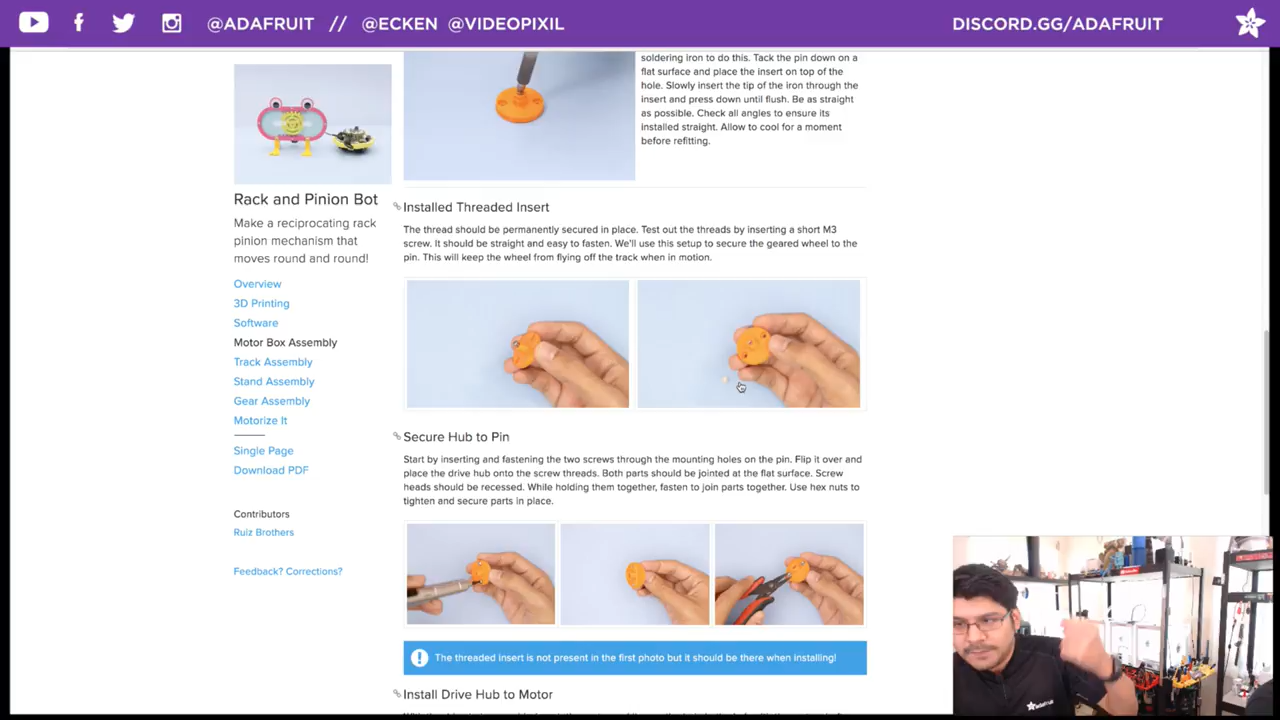 @ADAFRUIT // @ECKEN @VIDEOPIXIL
DISCORD.GG/ADAFRUIT
soldering iron to do this. Tack the pin down on a
flat surface and place the insert on top of the
hole. Slowly insert the tip of the iron through the
insert and press down until flush. Be as straight
as possible. Check all angles to ensure its
installed straight. Allow to cool for a moment
before refitting.
Rack and Pinion Bot
Make a reciprocating rack
pinion mechanism that
moves round and round!
Overview
3D Printing
Software
Motor Box Assembly
Track Assembly
Stand Assembly
Gear Assembly
Motorize It
Single Page
Download PDF
Contributors
Ruiz Brothers
Feedback? Corrections?
Installed Threaded Insert
The thread should be permanently secured in place. Test out the threads by inserting a short M3
screw. It should be straight and easy to fasten. We'll use this setup to secure the geared wheel to the
pin. This will keep the wheel from flying off the track when in motion.
Secure Hub to Pin
Start by inserting and fastening the two screws through the mounting holes on the pin. Flip it over and
place the drive hub onto the screw threads. Both parts should be jointed at the flat surface. Screw
heads should be recessed. While holding them together, fasten to join parts together. Use hex nuts to
tighten and secure parts in place.
The threaded insert is not present in the first photo but it should be there when installing!
Install Drive Hub to Motor
adafruit